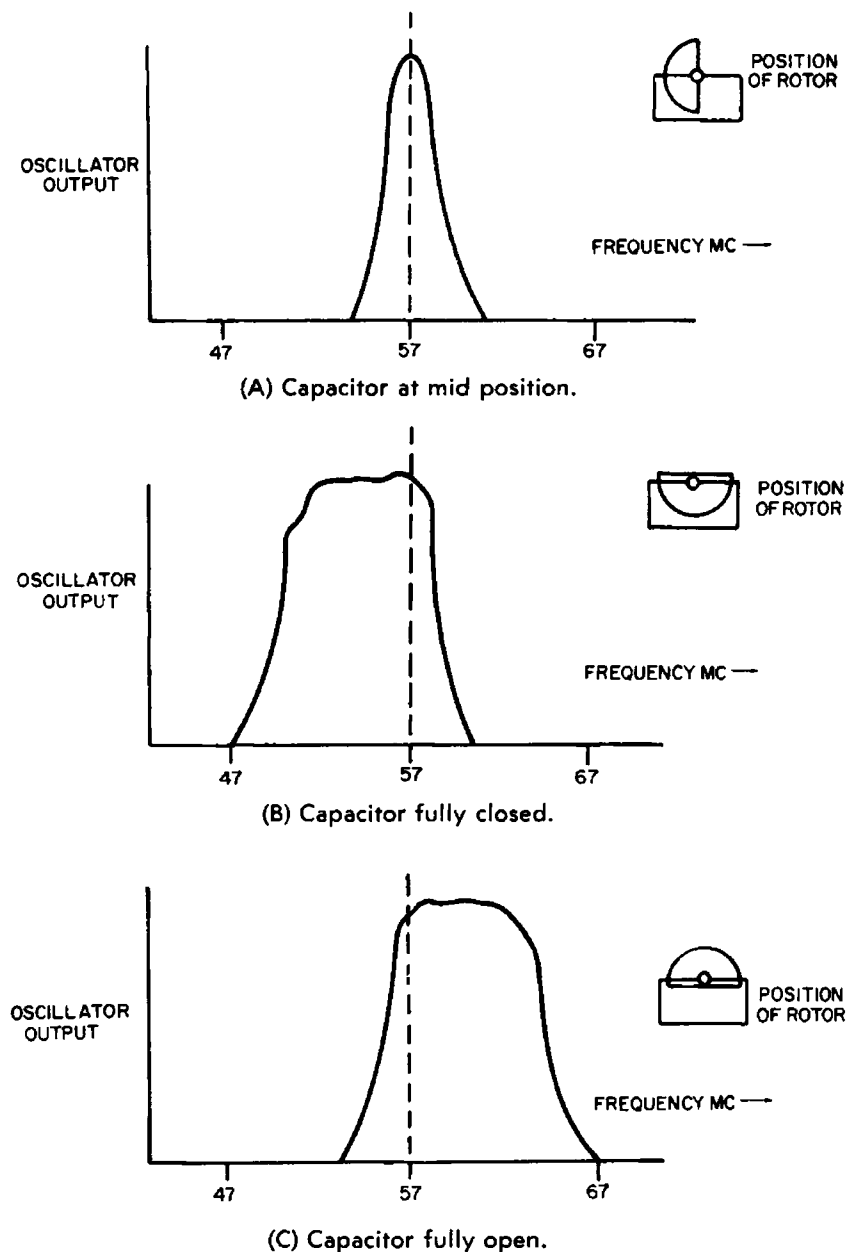 POSITION
OF ROTOR
OSCILLATOR
OUTPUT
FREQUENCY MC →
47
57
67
(A) Capacitor at mid position.
POSITION
OF ROTOR
OSCILLATOR
OUTPUT
FREQUENCY MC →
47
57
67
(B) Capacitor fully closed.
POSITION
OF ROTOR
OSCILLATOR
OUTPUT
FREQUENCY MC →
47
57
67
(C) Capacitor fully open.